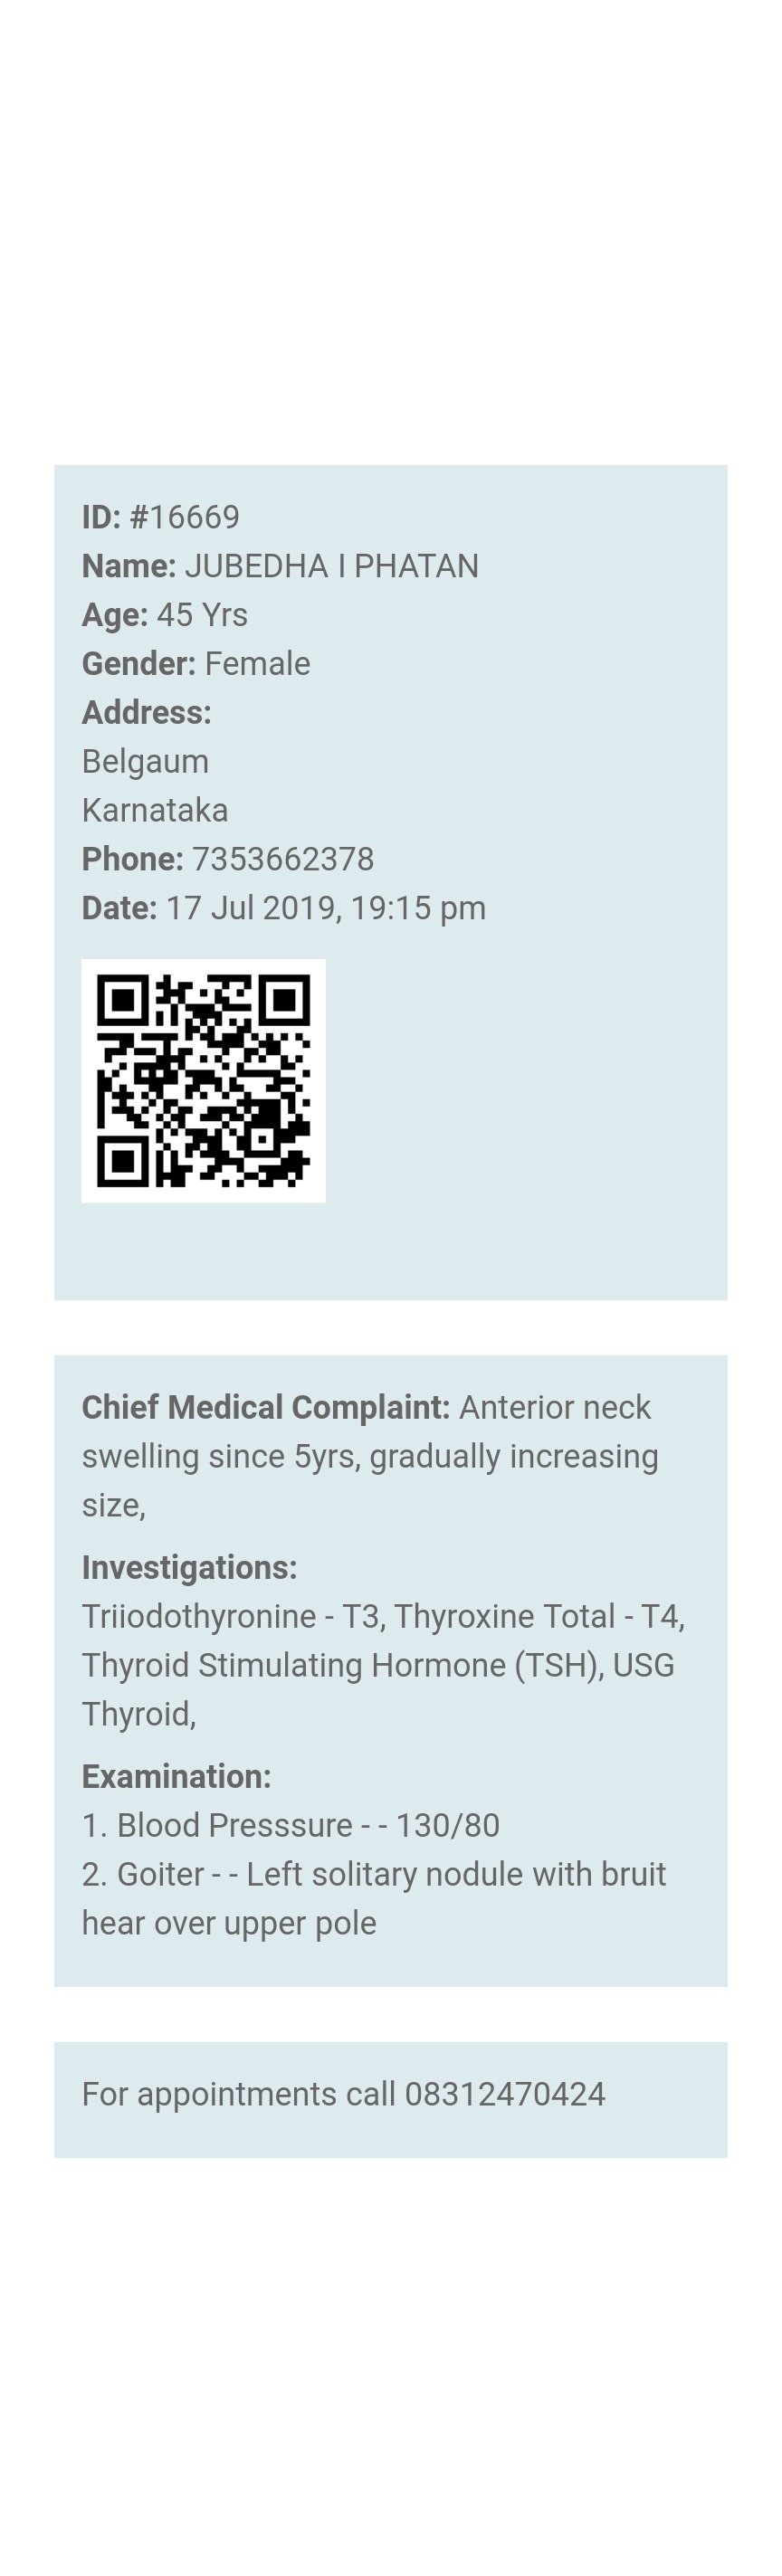 ID: #16669
Name: JUBEDHA I PHATAN
Age: 45 Yrs
Gender: Female
Address:
Belgaum
Karnataka
Phone: 7353662378
Date: 17 Jul 2019, 19:15 pm
Chief Medical Complaint: Anterior neck
swelling since 5yrs, gradually increasing
size,
Investigations:
Triiodothyronine - T3, Thyroxine Total - T4,
Thyroid Stimulating Hormone (TSH), USG
Thyroid,
Examination:
1. Blood Presssure - - 130/80
2. Goiter - - Left solitary nodule with bruit
hear over upper pole
For appointments call 08312470424